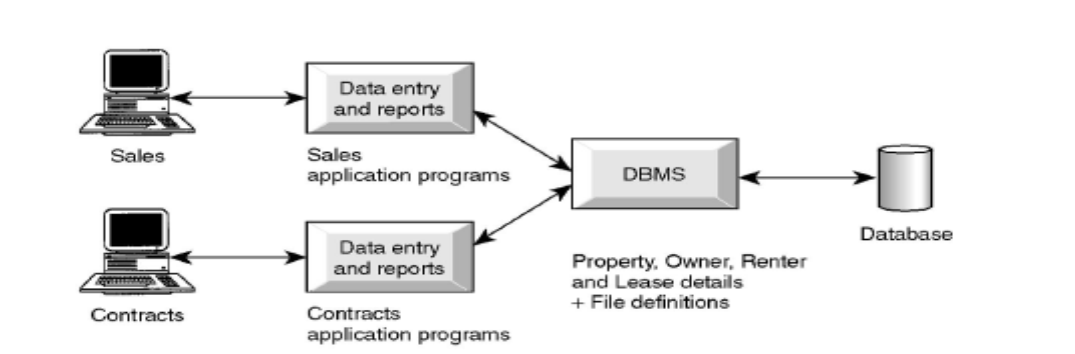 Sales
Data entry
and reports
Sales
application programs
DBMS
Database
Contracts
Data entry
and reports
Contracts
application programs
Property, Owner, Renter
and Lease details
+ File definitions